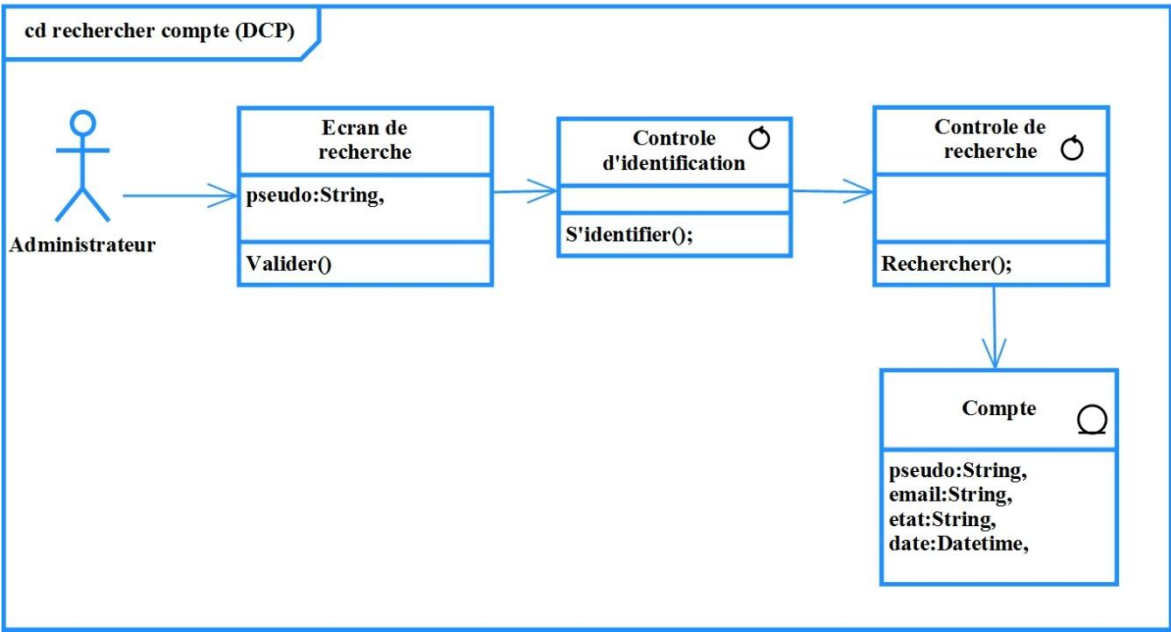 cd rechercher compte (DCP)
Administrateur
Ecran de
recherche
pseudo:String,
Valider()
Controle
d'identification
S'identifier();
Controle de
recherche
Rechercher();
Compte
pseudo:String,
email:String,
etat:String,
date:Datetime,